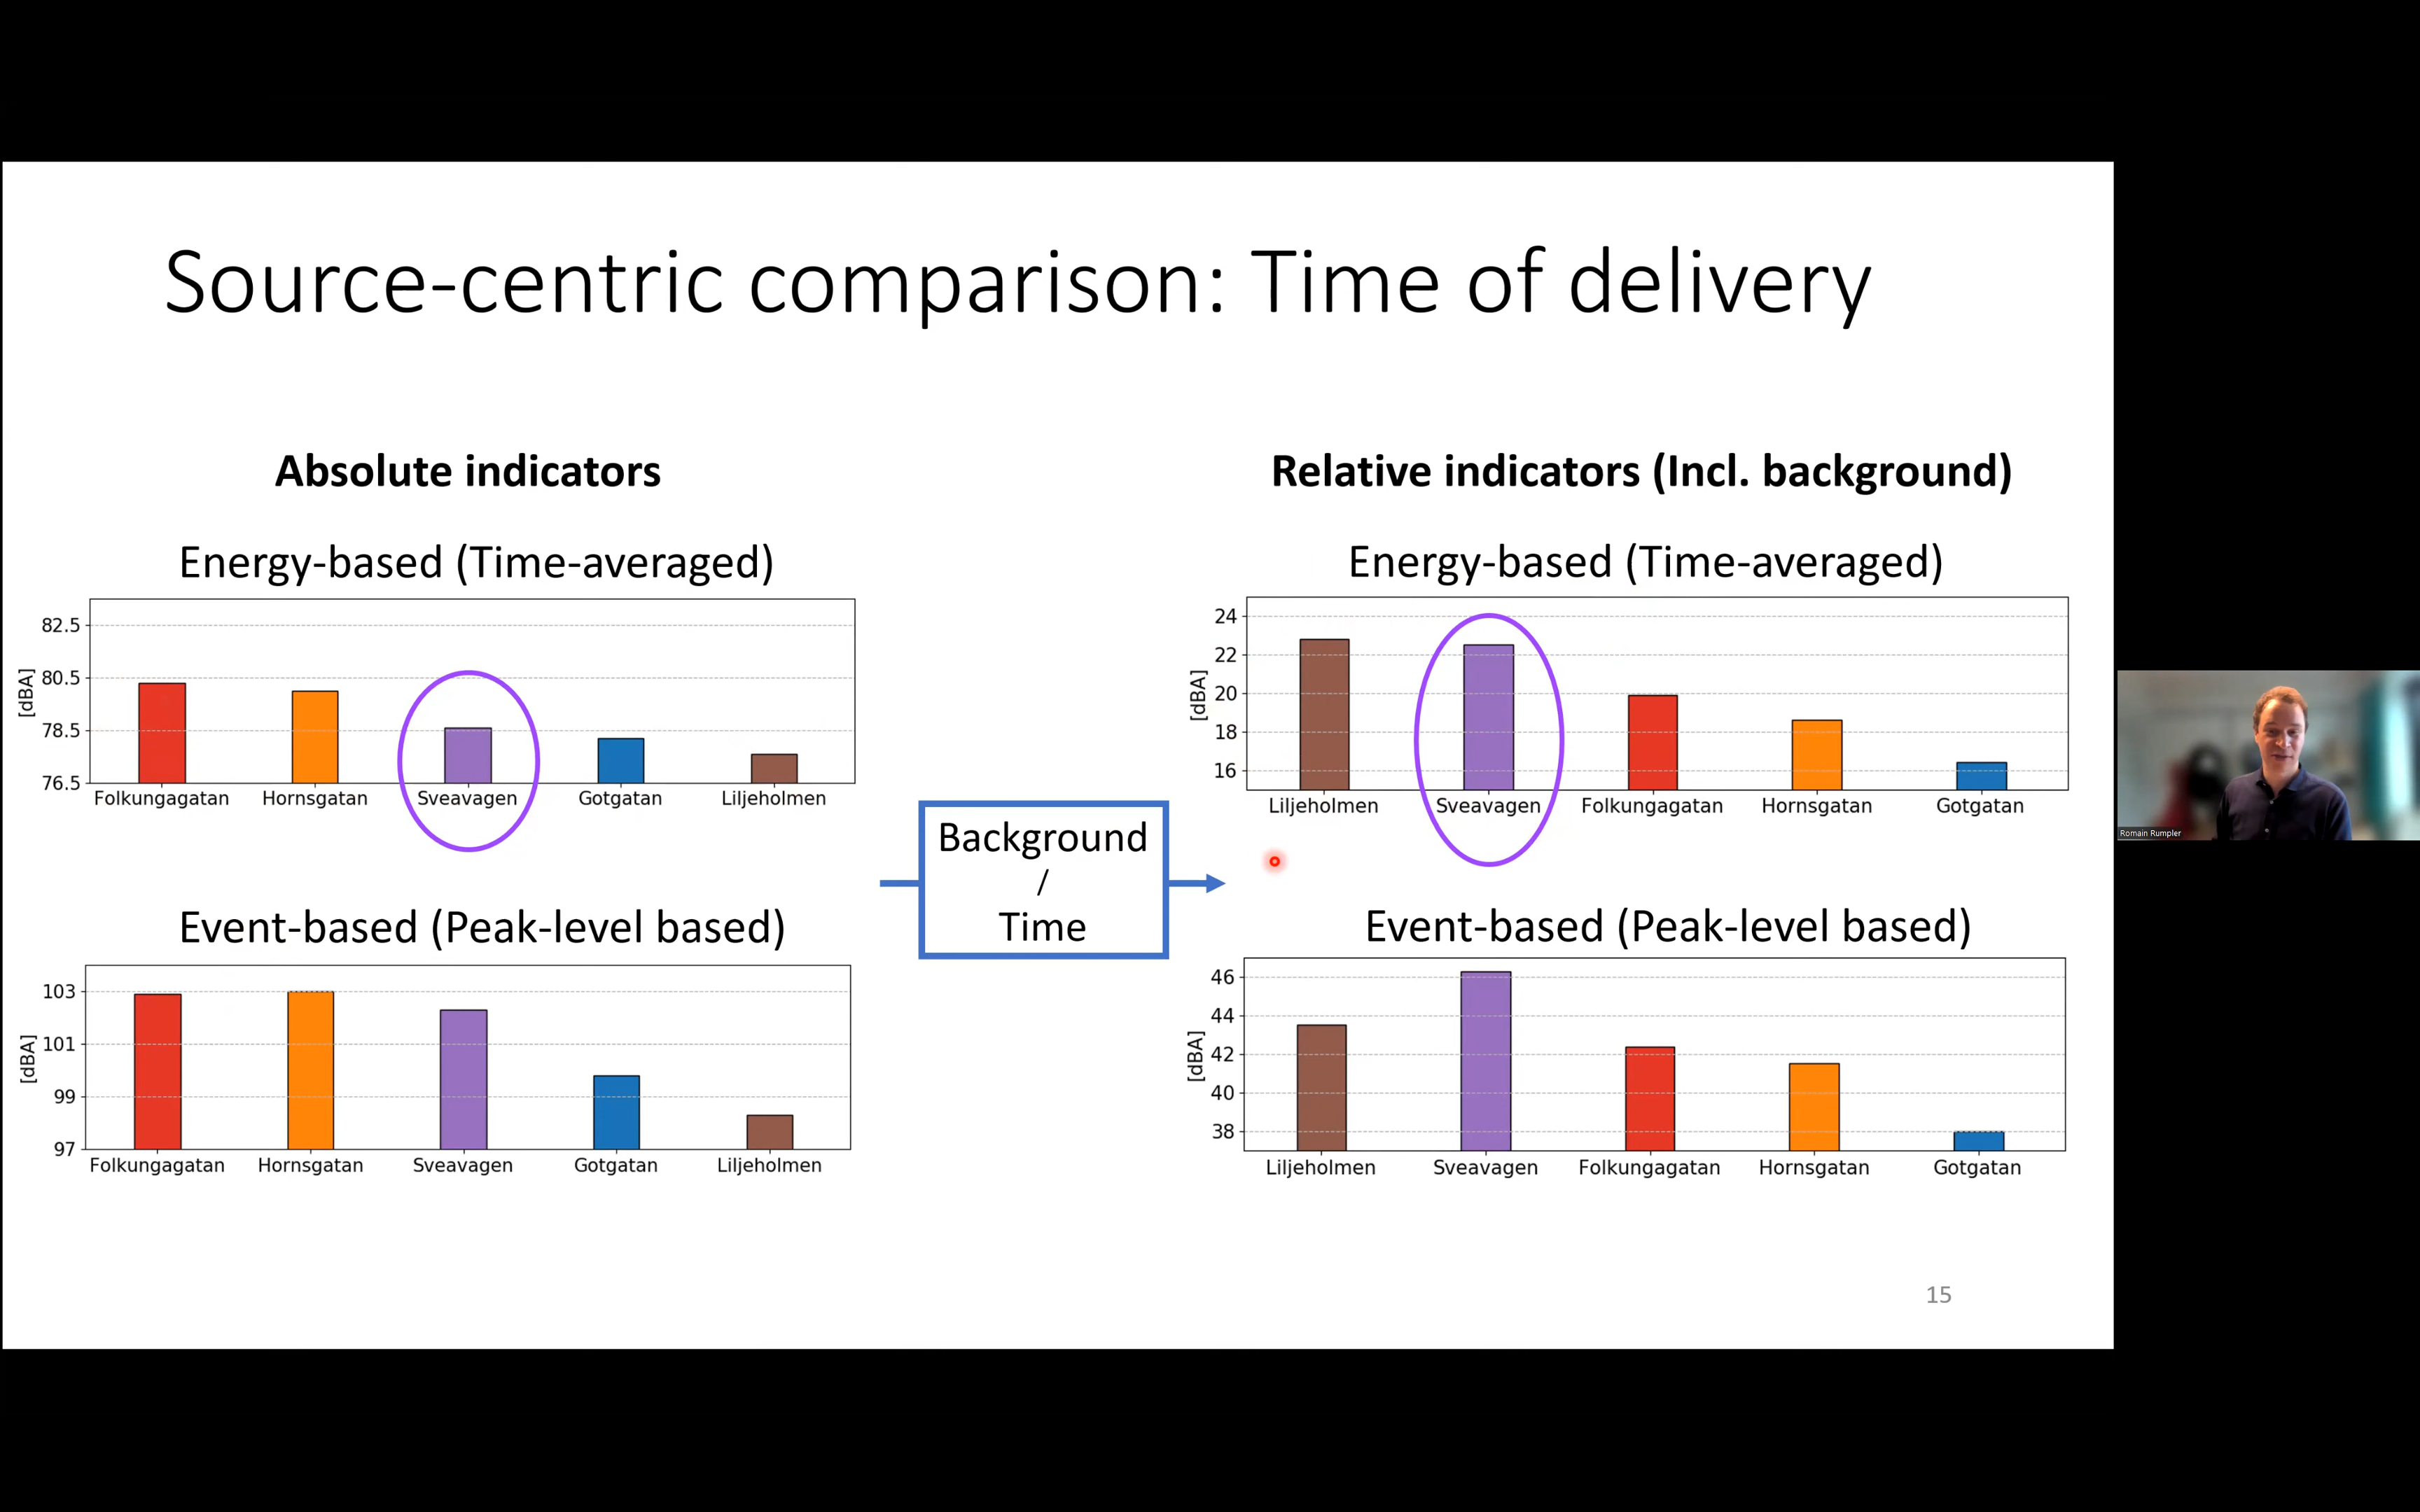 Source-centric comparison: Time of delivery
Absolute indicators
Energy-based (Time-averaged)
82.5
80.5
78.5
76.5
[dBA]
Folkungagatan Hornsgatan Sveavagen Gotgatan Liljeholmen
Event-based (Peak-level based)
103
101
99
97
[dBA]
Folkungagatan Hornsgatan Sveavagen Gotgatan Liljeholmen
Background
/
Time
Relative indicators (Incl. background)
Energy-based (Time-averaged)
24
22
20
18
16
[dBA]
Liljeholmen Sveavagen Folkungagatan Hornsgatan Gotgatan
Event-based (Peak-level based)
46
44
42
40
38
[dBA]
Liljeholmen Sveavagen Folkungagatan Hornsgatan Gotgatan
15
Romain Rumpler